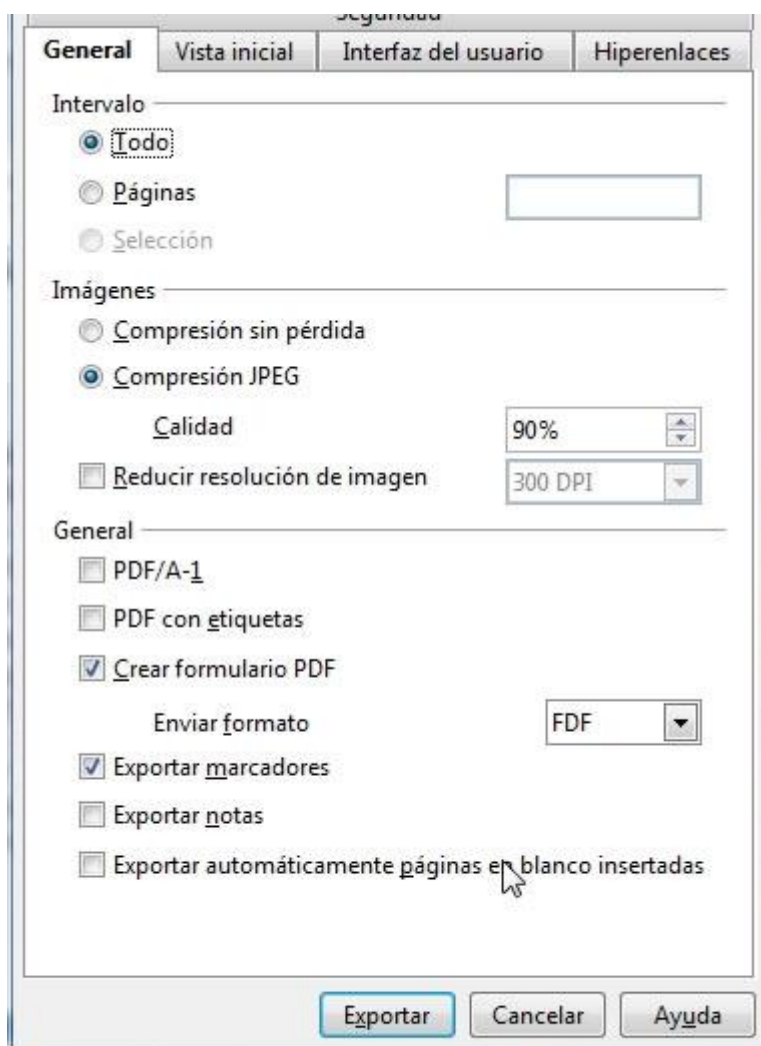 Seguridad
General Vista inicial Interfaz del usuario Hiperenlaces
Intervalo
Todo
Páginas
Selección
Imágenes
Compresión sin pérdida
Compresión JPEG
Calidad 90%
Reducir resolución de imagen 300 DPI
General
PDF/A-1
PDF con etiquetas
Crear formulario PDF
Enviar formato FDF
Exportar marcadores
Exportar notas
Exportar automáticamente páginas en blanco insertadas
Exportar Cancelar Ayuda